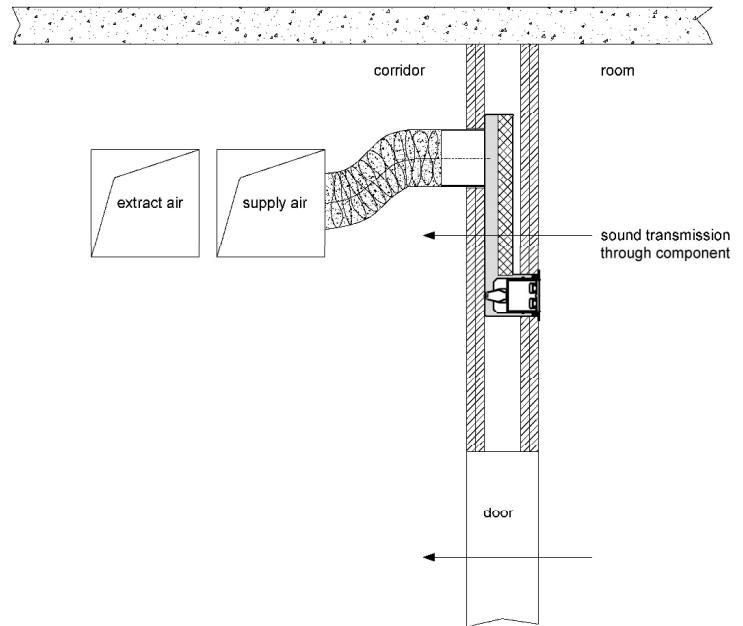 corridor
room
extract air
supply air
sound transmission
through component
door